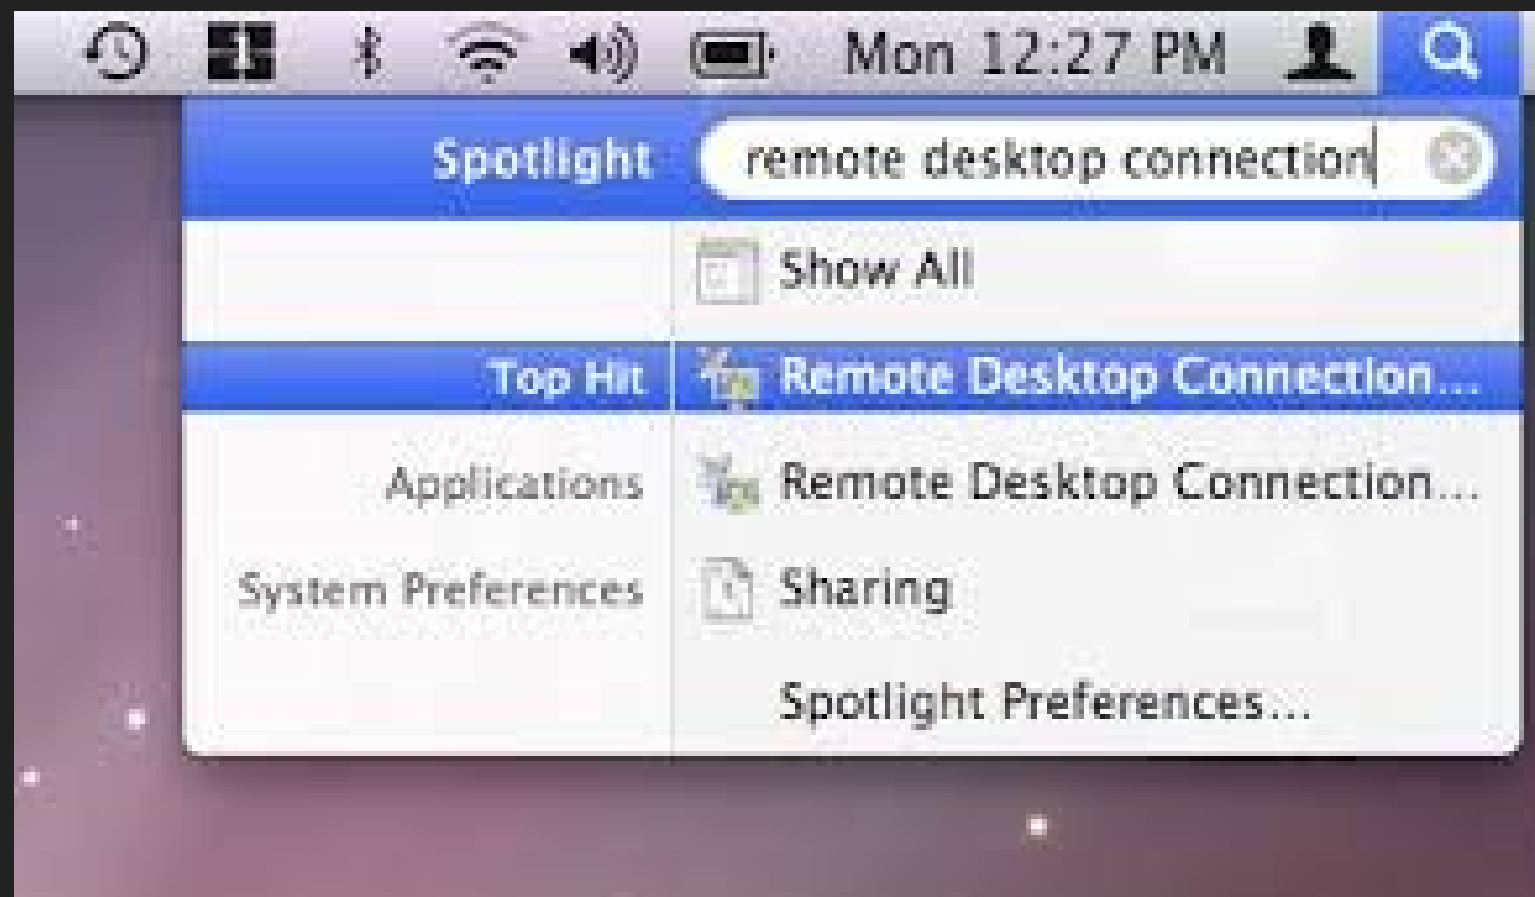 1
Mon 12:27 PM
Spotlight remote desktop connection
Show All
Top Hit Remote Desktop Connection...
Applications Remote Desktop Connection...
System Preferences Sharing
Spotlight Preferences...